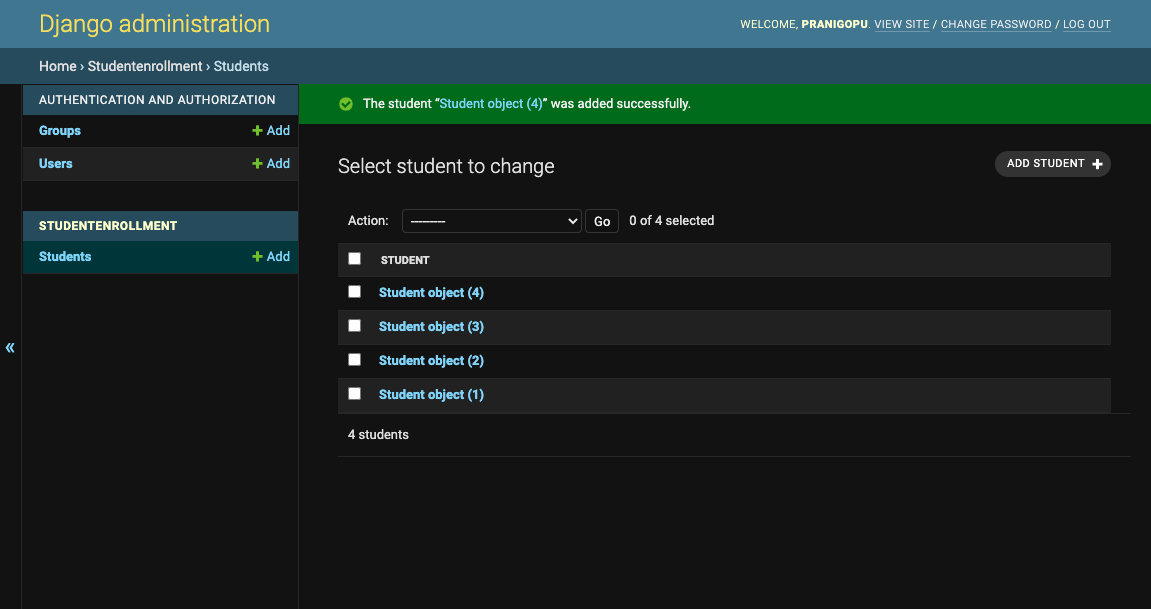 Django administration
WELCOME, PRANIGOPU. VIEW SITE / CHANGE PASSWORD / LOG OUT
Home › Studentenrollment › Students
AUTHENTICATION AND AUTHORIZATION
Groups + Add
Users + Add
STUDENTENROLLMENT
Students + Add
«
The student “Student object (4)” was added successfully.
Select student to change
ADD STUDENT +
Action: --------- Go 0 of 4 selected
STUDENT
Student object (4)
Student object (3)
Student object (2)
Student object (1)
4 students